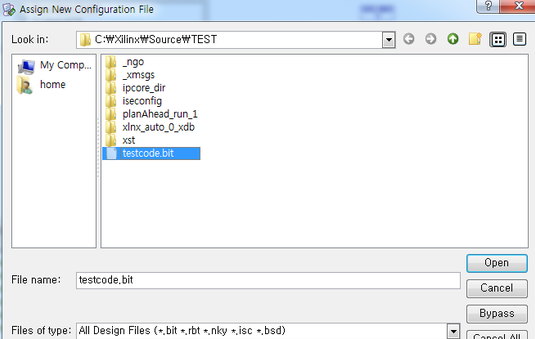 Assign New Configuration File
?
Look in:
C:₩Xilinx₩Source₩TEST
My Comp...
home
_ngo
_xmsgs
ipcore_dir
iseconfig
planAhead_run_1
xlnx_auto_0_xdb
xst
testcode.bit
Open
File name:
testcode.bit
Cancel
Bypass
Files of type:
All Design Files (*.bit *.rbt *.nky *.isc *.bsd)
Cancel All